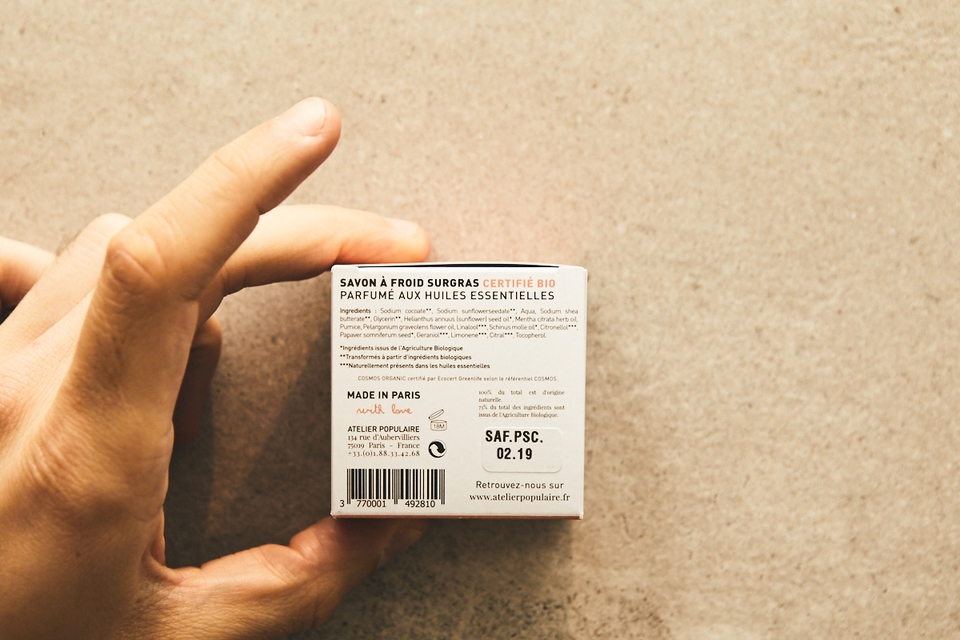 SAVON À FROID SURGRAS CERTIFIÉ BIO
PARFUMÉ AUX HUILES ESSENTIELLES
Ingredients : Sodium cocoate**, Sodium sunflowerseedate**, Aqua, Sodium shea
butterate**, Glycerin**, Helianthus annuus (sunflower) seed oil*, Mentha citrata herb oil,
Pumice, Pelargonium graveolens flower oil, Linalool***, Schinus molle oil*, Citronellol***,
Papaver somniferum seed*, Geraniol***, Limonene***, Citral***, Tocopherol.
*Ingrédients issus de l'Agriculture Biologique
**Transformés à partir d'ingrédients biologiques
***Naturellement présents dans les huiles essentielles
COSMOS ORGANIC certifié par Ecocert Greenlife selon le référentiel COSMOS.
MADE IN PARIS
with love
18M
ATELIER POPULAIRE
134 rue d'Aubervilliers
75019 Paris - France
+33.(0)1.88.33.42.68
3 770001 492810
100% du total est d'origine
naturelle.
73% du total des ingrédients sont
issus de l'Agriculture Biologique.
SAF.PSC.
02.19
Retrouvez-nous sur
www.atelierpopulaire.fr